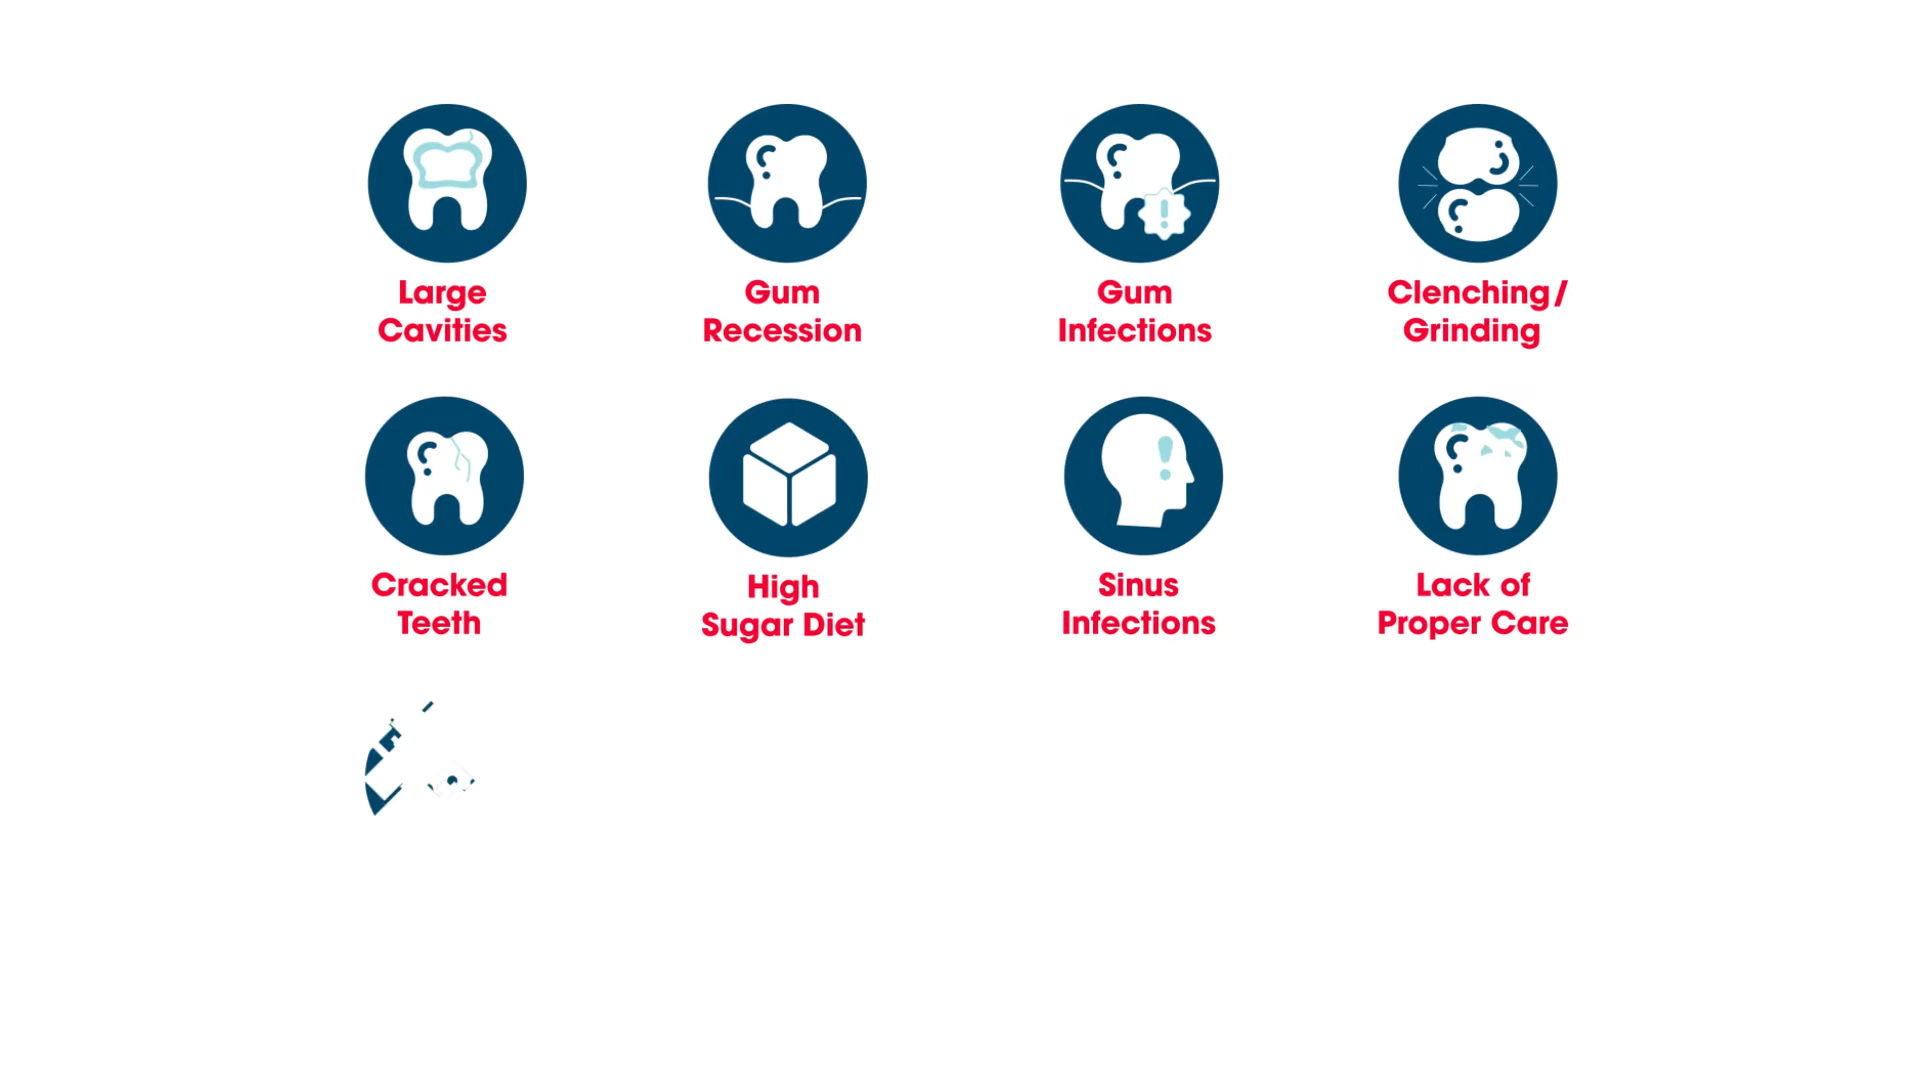 Large
Cavities
Gum
Recession
Gum
Infections
Clenching/
Grinding
Cracked
Teeth
High
Sugar Diet
Sinus
Infections
Lack of
Proper Care